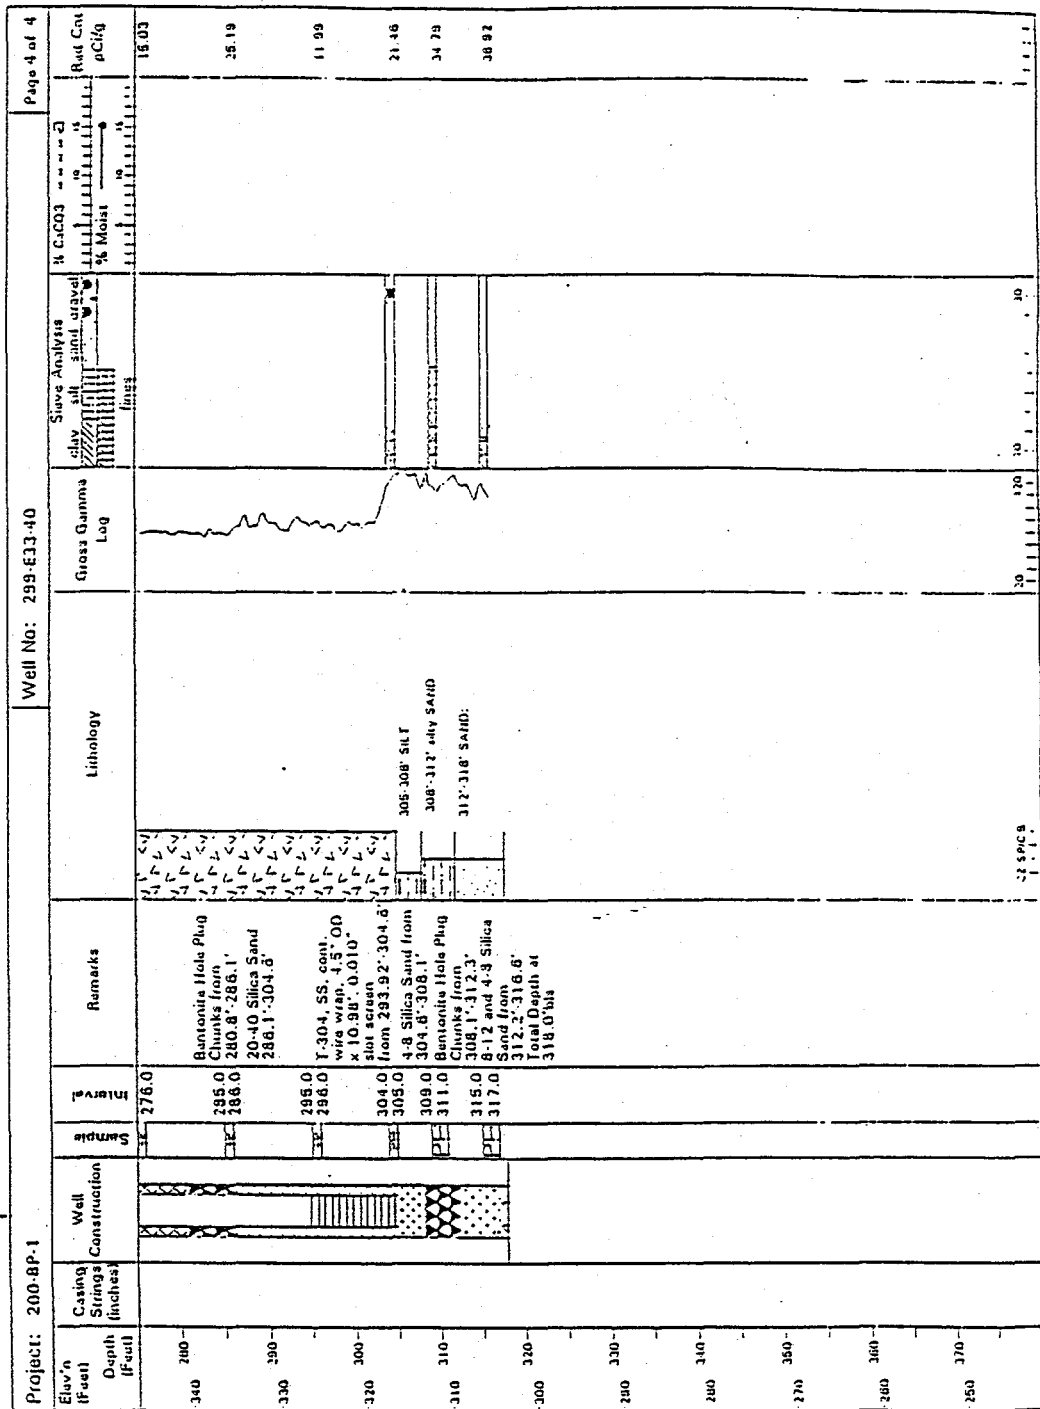 Project: 200-BP-1
Well No: 299-E33-40
Page 4 of 4
Elev'n
(Feet)
Depth
(Feet)
Casing
Strings
(inches)
Well
Construction
Sample
Interval
Remarks
Lithology
Gross Gamma
Log
Sieve Analysis
clay silt sand gravel
fines
% CaCO3
% Moist
5 10 15
Rad Cnt
pCi/g
280
340
290
330
300
320
310
310
320
300
330
290
340
280
350
270
360
260
370
250
276.0
295.0
286.0
295.0
296.0
304.0
305.0
309.0
311.0
315.0
317.0
Bentonite Hole Plug
Chunks from
280.8'-286.1'
20-40 Silica Sand
286.1'-304.8'
T-304, SS, cont.
wire wrap, 4.5" OD
x 10.98', 0.010"
slot screen
from 293.92'-304.8'
4-8 Silica Sand from
304.8'-308.1'
Bentonite Hole Plug
Chunks from
308.1'-312.3'
8-12 and 4-8 Silica
Sand from
312.2'-316.6'
Total Depth at
318.0'bls
305-308' SILT
308'-312' silty SAND
312'-318' SAND:
15.03
25.19
11.99
21.46
34.79
38.92
20 120